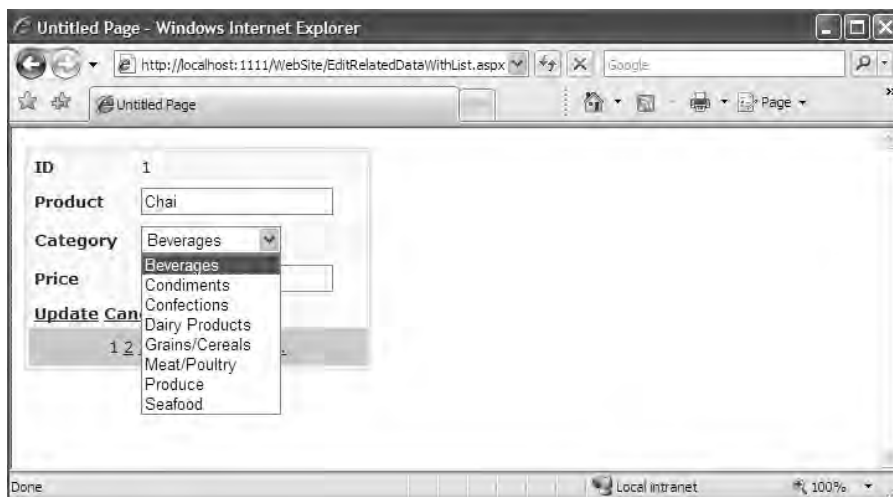 Untitled Page - Windows Internet Explorer
http://localhost:1111/WebSite/EditRelatedDataWithList.aspx
Google
Untitled Page
Page
ID 1
Product Chai
Category Beverages
Beverages
Price
Condiments
Confections
Update
Dairy Products
1 2
Grains/Cereals
Meat/Poultry
Produce
Seafood
Done
Local intranet
100%